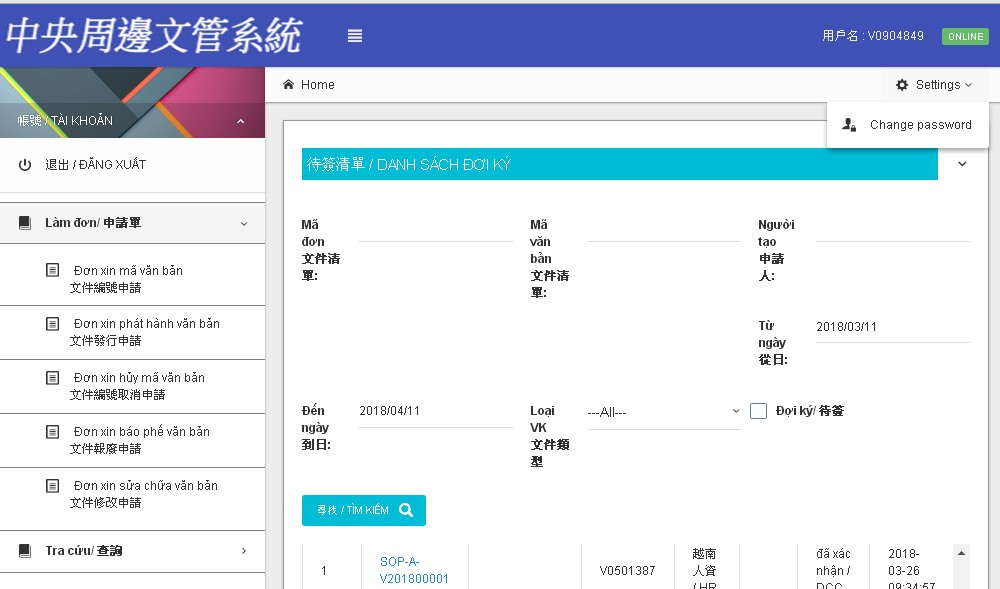 中央周邊文管系統
用戶名 : V0904849
ONLINE
帳號 / TÀI KHOẢN
退出 / ĐĂNG XUẤT
Làm đơn/ 申請單
Đơn xin mã văn bản
文件編號申請
Đơn xin phát hành văn bản
文件發行申請
Đơn xin hủy mã văn bản
文件編號取消申請
Đơn xin báo phế văn bản
文件報廢申請
Đơn xin sửa chữa văn bản
文件修改申請
Tra cứu/ 查詢
Home
Settings
Change password
待簽清單 / DANH SÁCH ĐỢI KÝ
Mã
đơn
文件清
單:
Mã
văn
bản
文件清
單:
Người
tạo
申請
人:
Từ
ngày
從日:
2018/03/11
Đến
ngày
到日:
2018/04/11
Loại
VK
文件類
型
---All---
Đợi ký/ 待簽
尋找 / TÌM KIẾM
1
SOP-A-
V201800001
V0501387
越南
人資
( HR
đã xác
nhận /
DCC
2018-
03-26
09:34:57